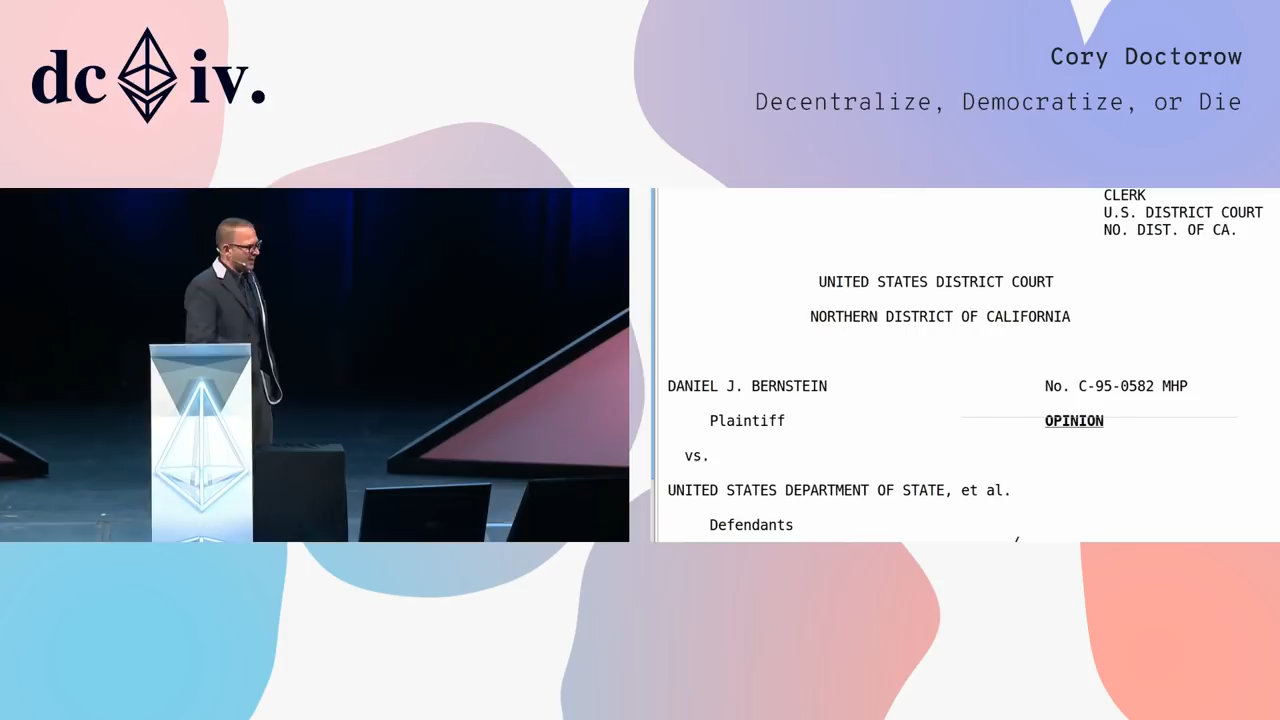 dc iv.
Cory Doctorow
Decentralize, Democratize, or Die
CLERK
U.S. DISTRICT COURT
NO. DIST. OF CA.
UNITED STATES DISTRICT COURT
NORTHERN DISTRICT OF CALIFORNIA
DANIEL J. BERNSTEIN No. C-95-0582 MHP
Plaintiff OPINION
vs.
UNITED STATES DEPARTMENT OF STATE, et al.
Defendants
/